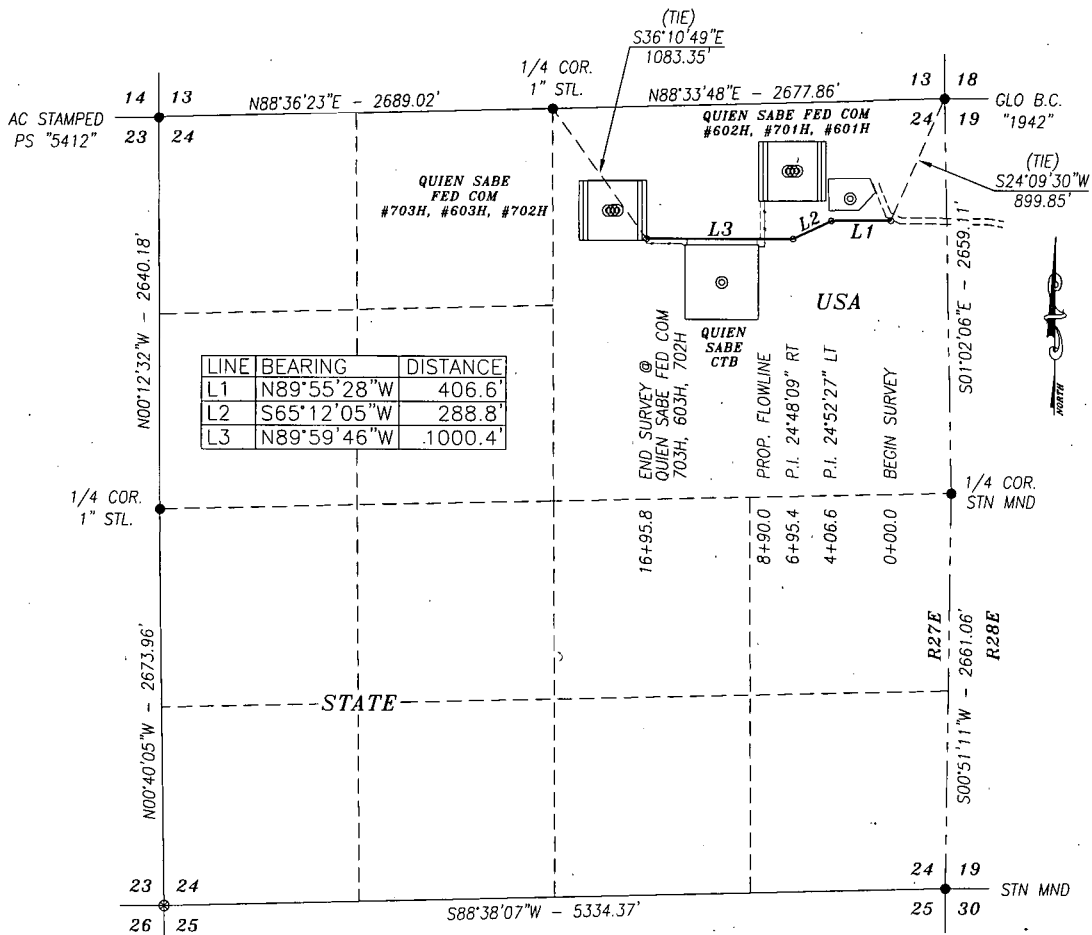 (TIE)
S36°10'49"E
1083.35'
1/4 COR.
1" STL.
14 13
N88°36'23"E - 2689.02'
N88°33'48"E - 2677.86'
13 18
AC STAMPED
PS "5412"
23 24
24 19
GLO B.C.
"1942"
QUIEN SABE FED COM
#602H, #701H, #601H
(TIE)
S24°09'30"W
899.85'
QUIEN SABE
FED COM
#703H, #603H, #702H
L3
L2
L1
N00°12'32"W - 2640.18'
S01°02'06"E - 2659.11'
USA
QUIEN
SABE
CTB
NORTH
LINE BEARING DISTANCE
L1 N89°55'28"W 406.6'
L2 S65°12'05"W 288.8'
L3 N89°59'46"W 1000.4'
16+95.8 END SURVEY @
QUIEN SABE FED COM
703H, 603H, 702H
8+90.0 PROP. FLOWLINE
6+95.4 P.I. 24°48'09" RT
4+06.6 P.I. 24°52'27" LT
0+00.0 BEGIN SURVEY
1/4 COR.
1" STL.
1/4 COR.
STN MND
R27E
R28E
N00°40'05"W - 2673.96'
S00°51'11"W - 2661.06'
STATE
23 24
24 19
STN MND
26 25
S88°38'07"W - 5334.37'
25 30